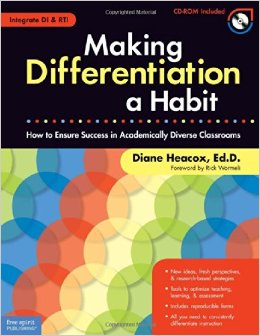 Integrate DI & RTI
CD-ROM Included
Making
Differentiation
a Habit
How to Ensure Success in Academically Diverse Classrooms
Diane Heacox, Ed.D.
Foreword by Rick Wormeli
• New ideas, fresh perspectives, &
research-based strategies
• Tools to optimize teaching,
learning, & assessment
• Includes reproducible forms
• All you need to consistently
differentiate instruction
free spirit
PUBLISHING®